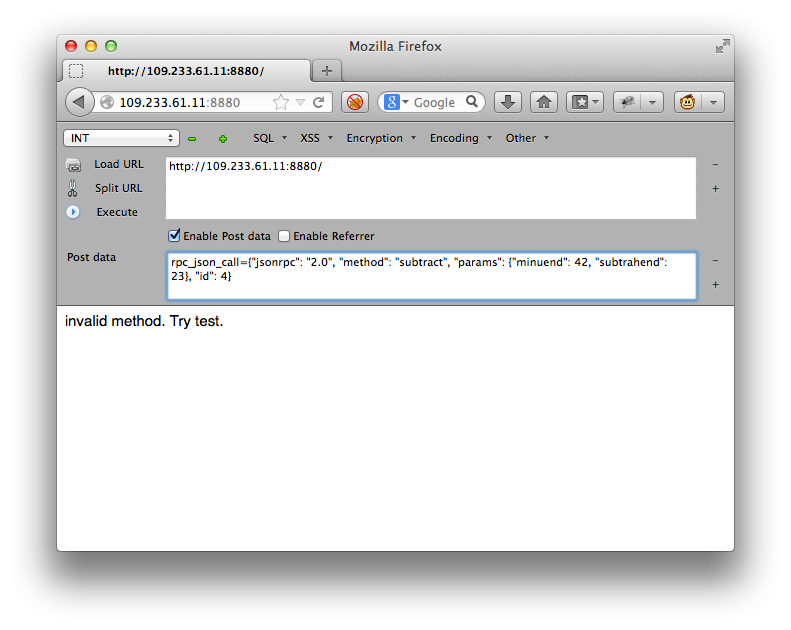 Mozilla Firefox
http://109.233.61.11:8880/
109.233.61.11:8880
8 Google
INT
SQL XSS Encryption Encoding Other
Load URL
http://109.233.61.11:8880/
Split URL
Execute
Enable Post data Enable Referrer
Post data
rpc_json_call={"jsonrpc": "2.0", "method": "subtract", "params": {"minuend": 42, "subtrahend":
23}, "id": 4}
invalid method. Try test.